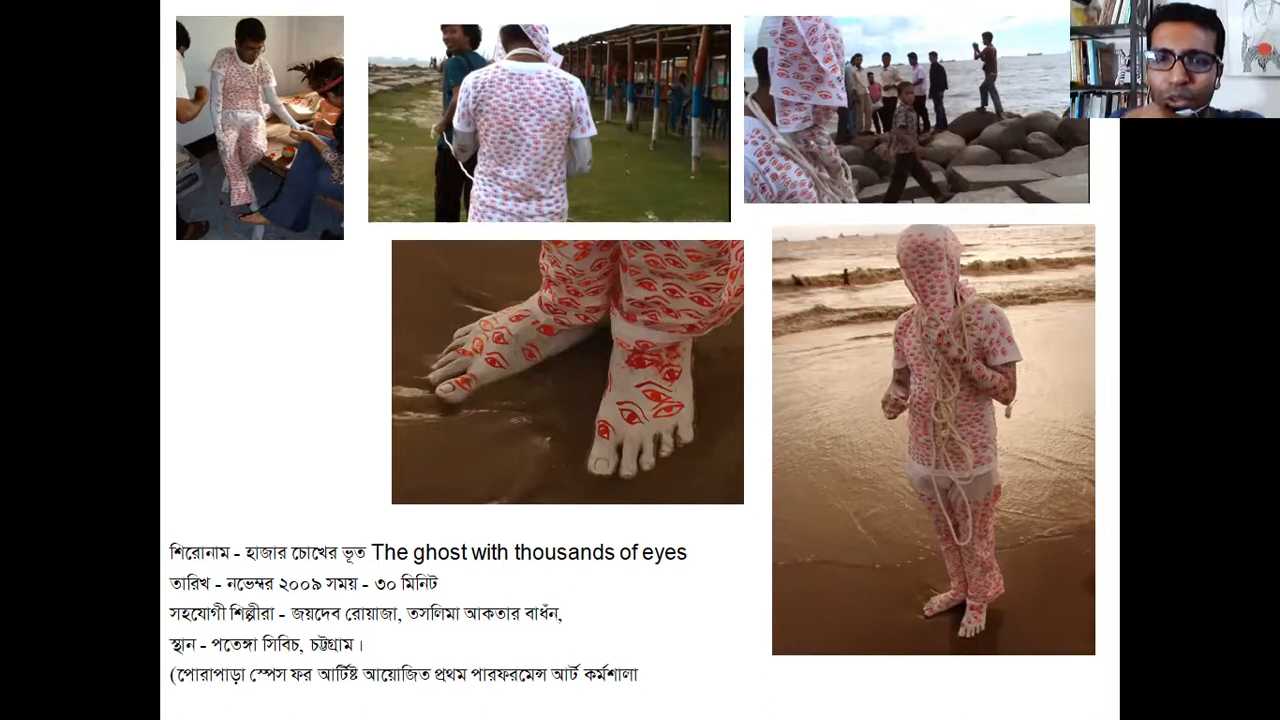 শিরোনাম - হাজার চোখের ভূত The ghost with thousands of eyes
তারিখ - নভেম্বর ২০০৯ সময় - ৩০ মিনিট
সহযোগী শিল্পীরা - জয়দেব রোয়াজা, তসলিমা আকতার বাধঁন,
স্থান - পতেঙ্গা সিবিচ, চট্টগ্রাম।
(পোরাপাড়া স্পেস ফর আর্টিষ্ট আয়োজিত প্রথম পারফরমেন্স আর্ট কর্মশালা